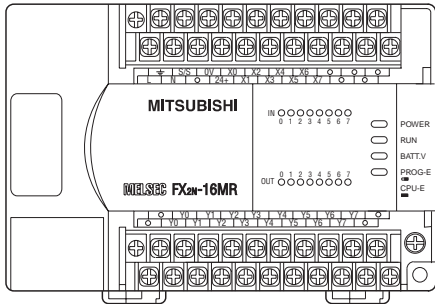 S/S 0V X0 X2 X4 X6
L N 24+ X1 X3 X5 X7
MITSUBISHI
IN
0 1 2 3 4 5 6 7
POWER
RUN
BATT.V
PROG-E
CPU-E
MELSEC FX2N-16MR
OUT
0 1 2 3 4 5 6 7
Y0 Y1 Y2 Y3 Y4 Y5 Y6 Y7
Y0 Y1 Y2 Y3 Y4 Y5 Y6 Y7